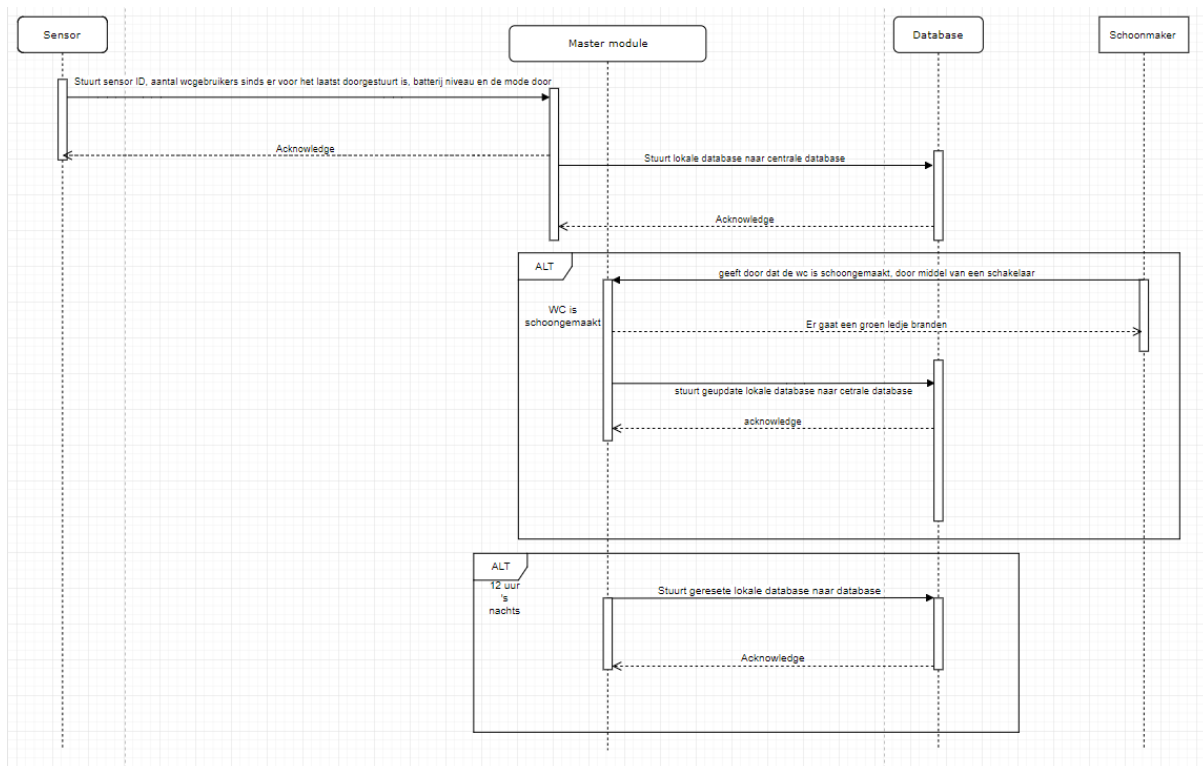 Sensor
Master module
Database
Schoonmaker
Stuurt sensor ID, aantal wcgebruikers sinds er voor het laatst doorgestuurt is, batterij niveau en de mode door
Acknowledge
Stuurt lokale database naar centrale database
Acknowledge
ALT
geeft door dat de wc is schoongemaakt, door middel van een schakelaar
WC is
schoongemaakt
Er gaat een groen ledje branden
stuurt geupdate lokale database naar cetrale database
acknowledge
ALT
12 uur
's
nachts
Stuurt geresete lokale database naar database
Acknowledge